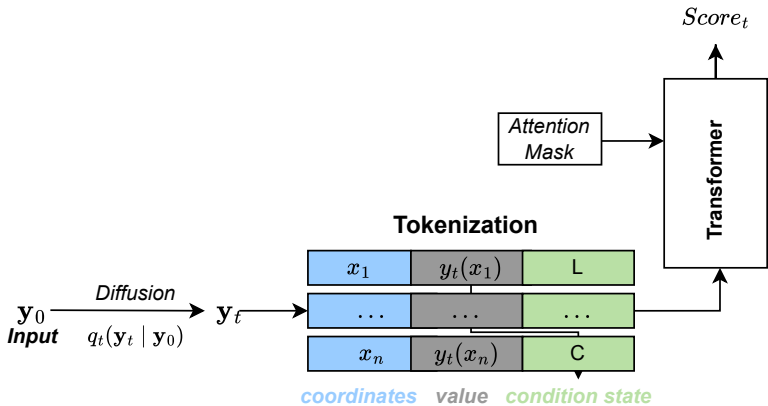 Score_t
Attention
Mask
Transformer
Tokenization
x_1 y_t(x_1) L
Diffusion
y_0 y_t ... ... ...
Input q_t(y_t | y_0)
x_n y_t(x_n) C
coordinates value condition state